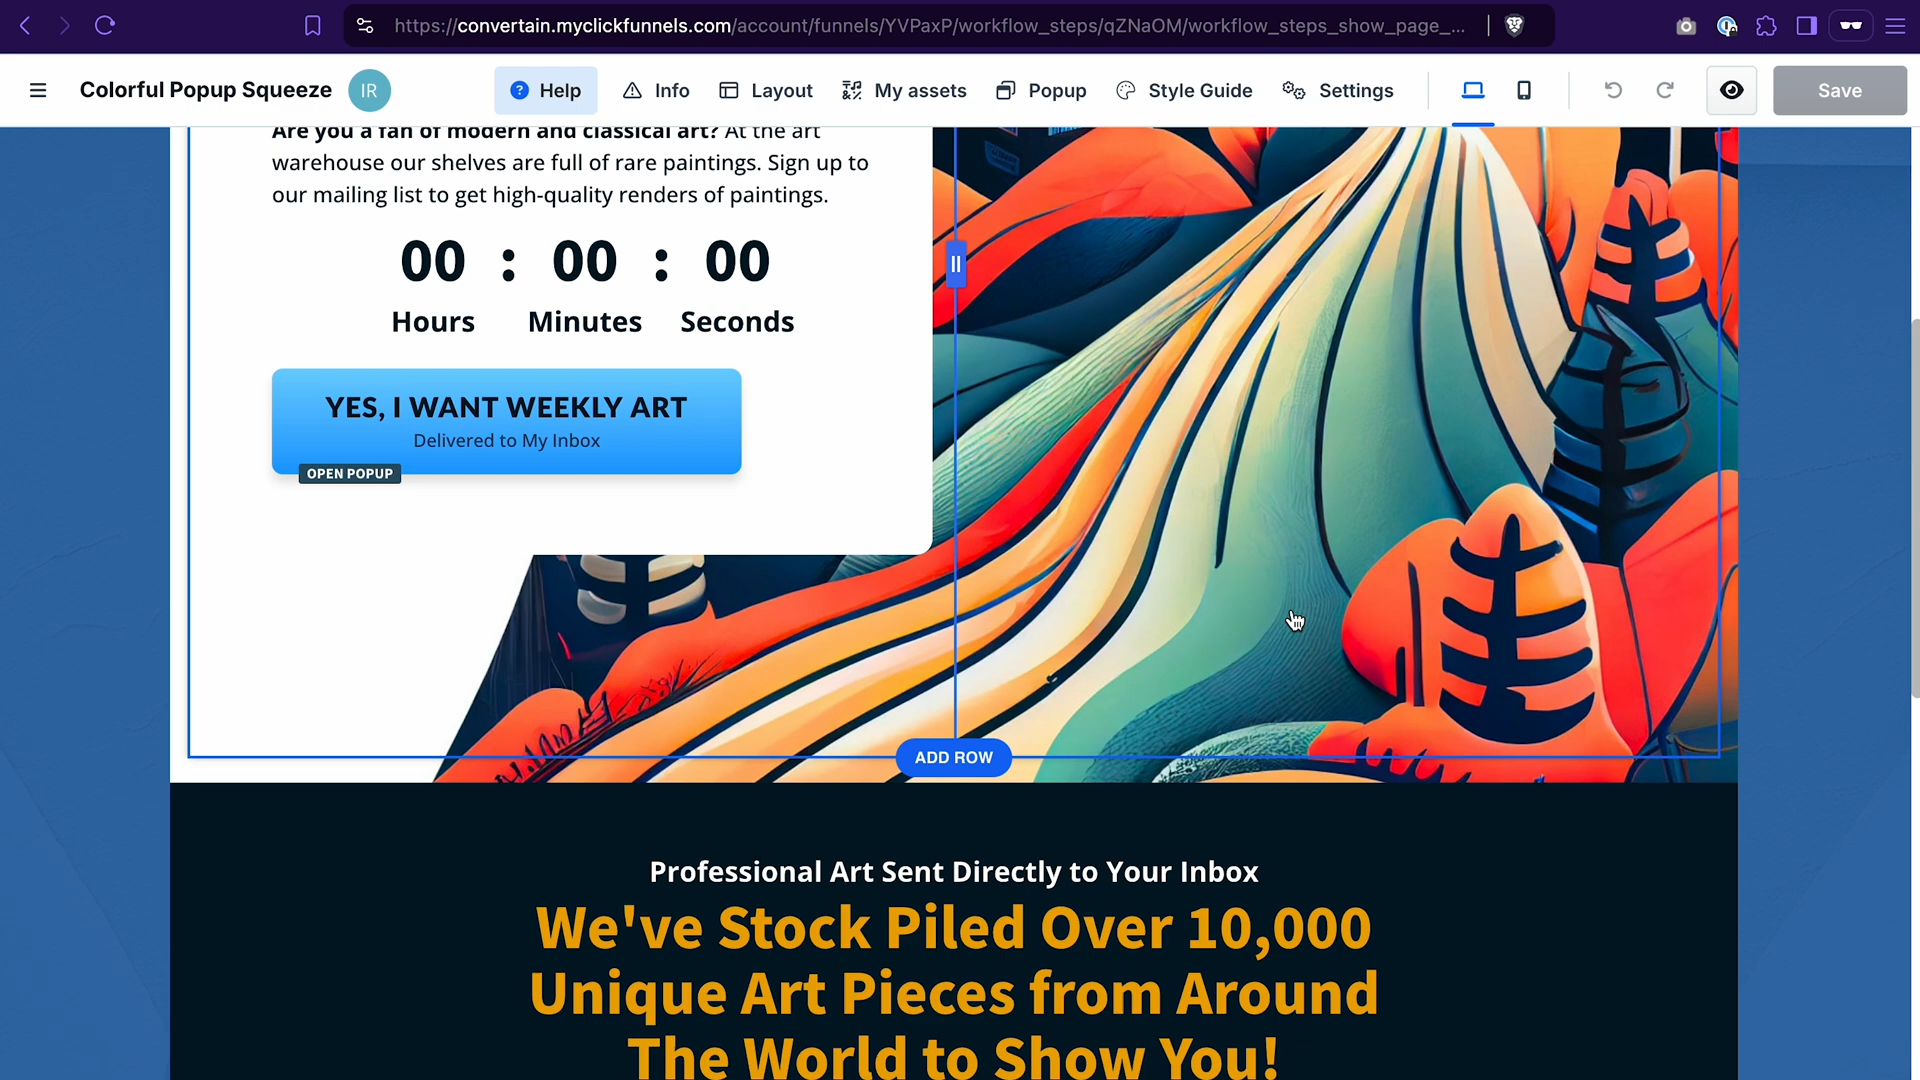 https://convertain.myclickfunnels.com/account/funnels/YVPaxP/workflow_steps/qZNaOM/workflow_steps_show_page_...
Colorful Popup Squeeze
IR
Help
Info
Layout
My assets
Popup
Style Guide
Settings
Save
Are you a fan of modern and classical art? At the art
warehouse our shelves are full of rare paintings. Sign up to
our mailing list to get high-quality renders of paintings.
00 : 00 : 00
Hours Minutes Seconds
YES, I WANT WEEKLY ART
Delivered to My Inbox
OPEN POPUP
ADD ROW
Professional Art Sent Directly to Your Inbox
We've Stock Piled Over 10,000
Unique Art Pieces from Around
The World to Show You!